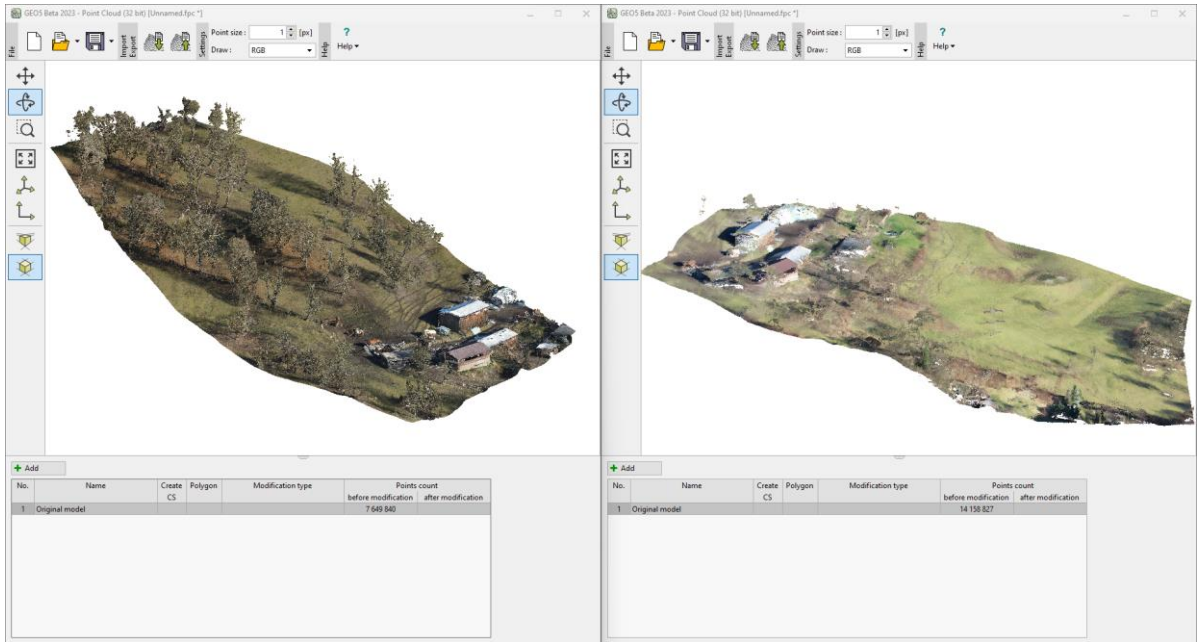 GEO5 Beta 2023 - Point Cloud (32 bit) [Unnamed.fpc *]
File
Import
Export
Settings
Point size :
1
[px]
Draw :
RGB
Help
?
Help
Add
No.
Name
Create
CS
Polygon
Modification type
Points count
before modification
after modification
1
Original model
7 649 840
GEO5 Beta 2023 - Point Cloud (32 bit) [Unnamed.fpc *]
File
Import
Export
Settings
Point size :
1
[px]
Draw :
RGB
Help
?
Help
Add
No.
Name
Create
CS
Polygon
Modification type
Points count
before modification
after modification
1
Original model
14 158 827